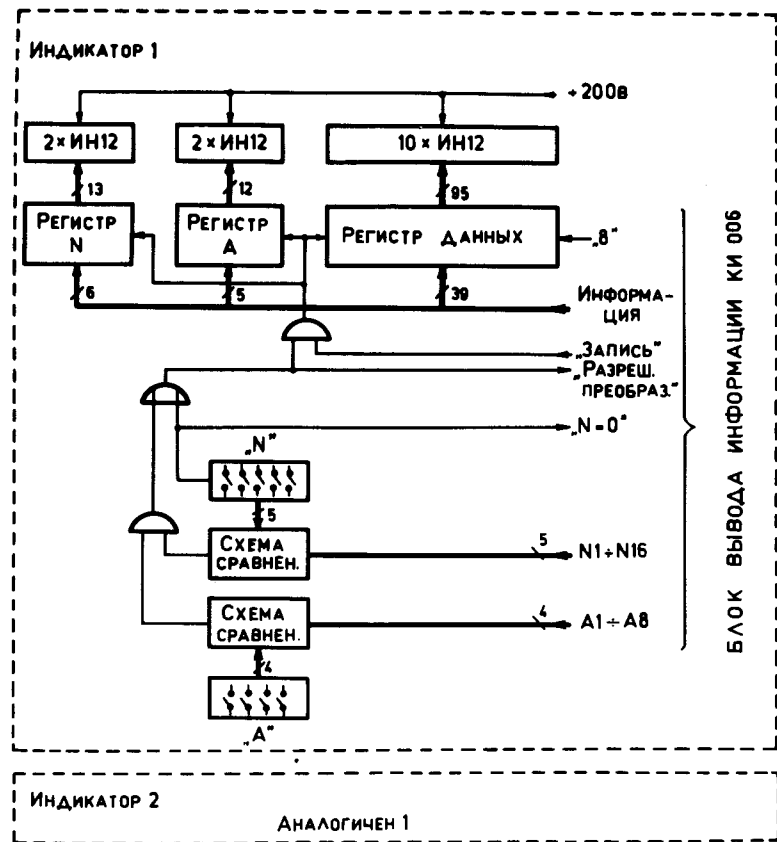 Индикатор 1
+200в
2×ИН12
2×ИН12
10×ИН12
13
12
95
Регистр
N
Регистр
А
Регистр данных
„8"
6
5
39
Информа-
ция
„Запись"
„Разреш.
преобраз."
„N=0"
„N"
5
Схема
сравнен.
5
N1÷N16
Схема
сравнен.
4
А1÷А8
4
„А"
Блок вывода информации КИ 006
Индикатор 2
Аналогичен 1